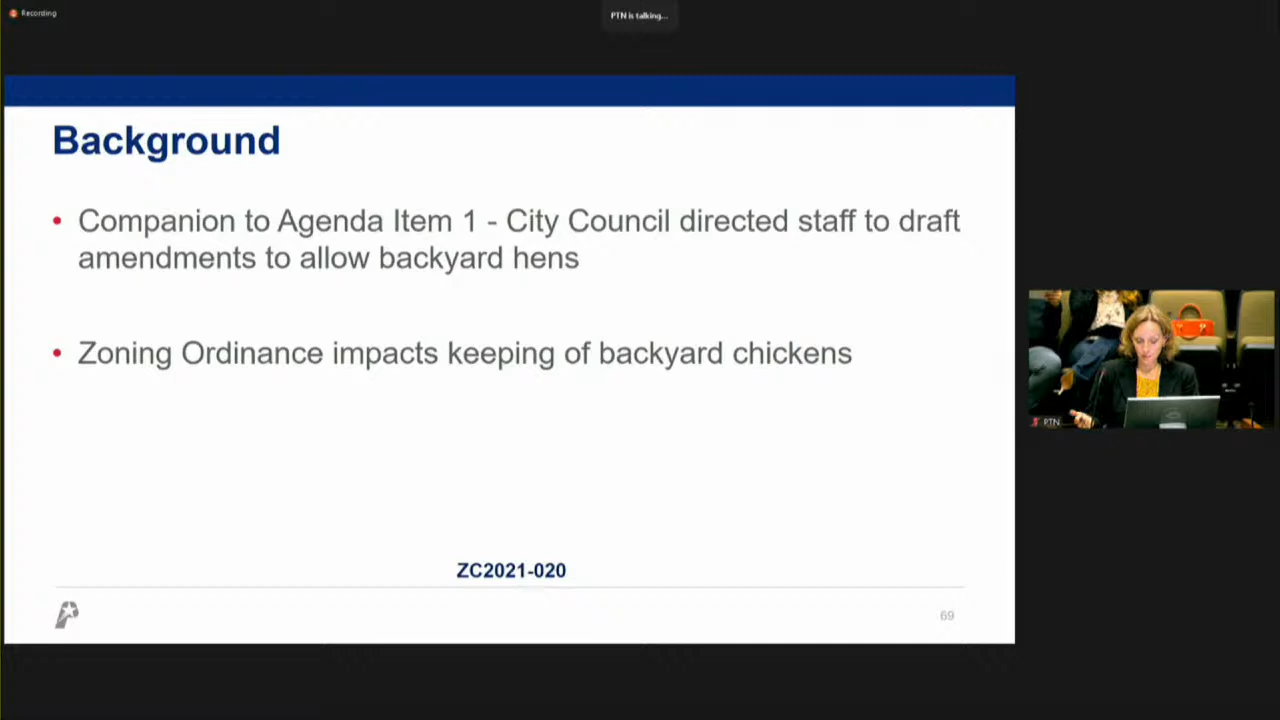 Recording
PTN is talking...
Background
• Companion to Agenda Item 1 - City Council directed staff to draft
amendments to allow backyard hens
• Zoning Ordinance impacts keeping of backyard chickens
ZC2021-020
69
PTN